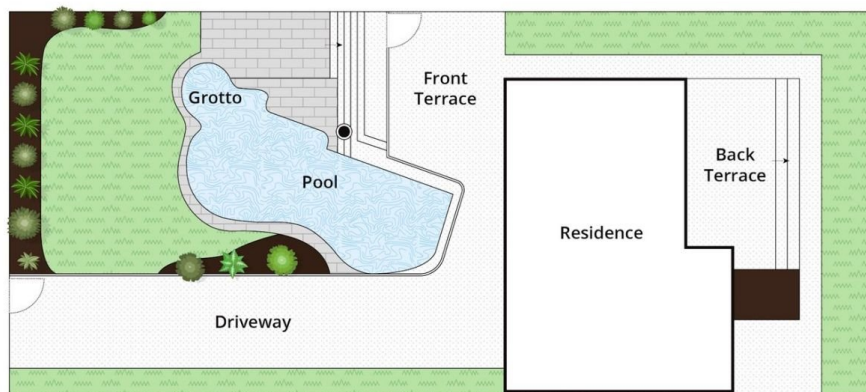 Grotto
Front
Terrace
Pool
Back
Terrace
Residence
Driveway